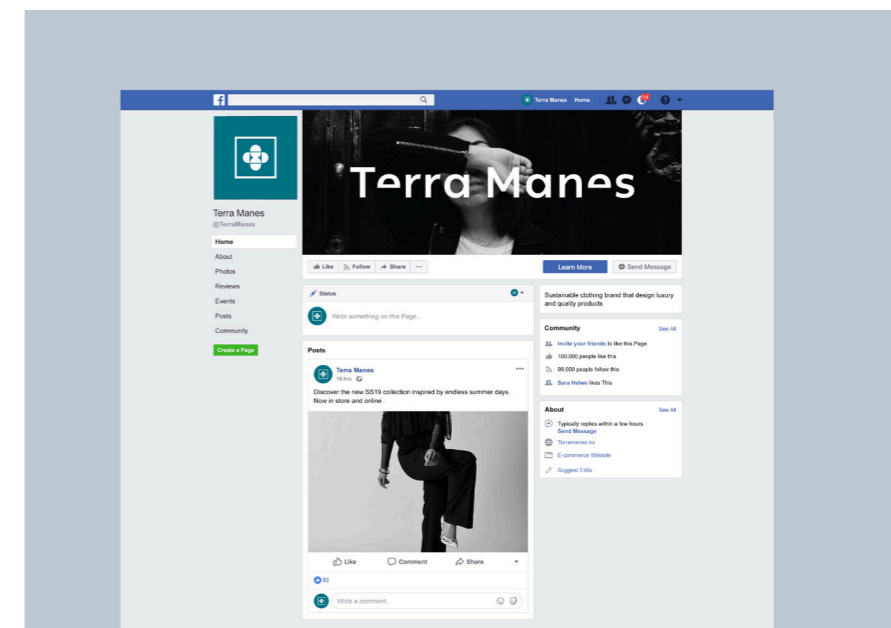 Terra Manes
Home
Terra Manes
Terra Manes
@TerraManes
Home
About
Photos
Reviews
Events
Posts
Community
Create a Page
Like
Follow
Share
Learn More
Send Message
Status
Write something on this Page...
Posts
Terra Manes
Discover the new SS19 collection inspired by endless summer days.
Now in store and online .
Like
Comment
Share
Write a comment..
Sustainable clothing brand that design luxury
and quality products
Community
See All
Invite your friends to like this Page
100,000 people like this
people follow this
Sara Helwe likes This
About
See All
Typically replies within a few hours
Send Message
Terramanes.no
E-commerce Website
Suggest Edits